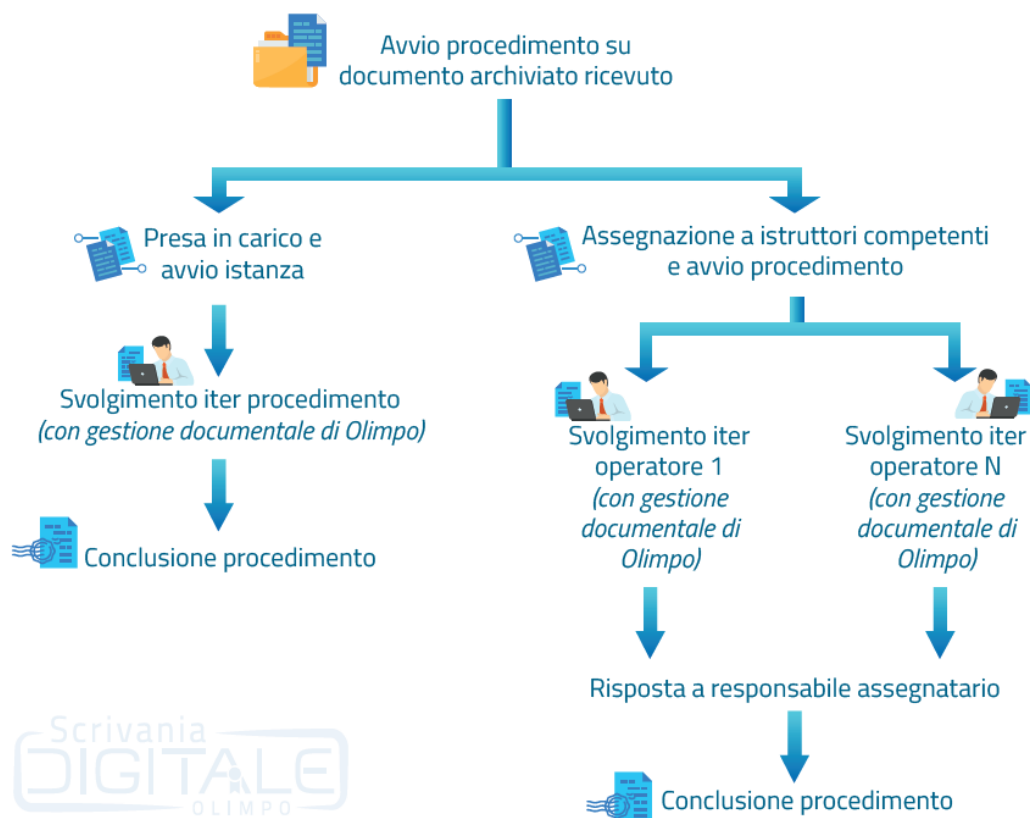 Avvio procedimento su
documento archiviato ricevuto
Presa in carico e
avvio istanza
Assegnazione a istruttori competenti
e avvio procedimento
Svolgimento iter procedimento
(con gestione documentale di Olimpo)
Svolgimento iter
operatore 1
(con gestione
documentale di
Olimpo)
Svolgimento iter
operatore N
(con gestione
documentale di
Olimpo)
Conclusione procedimento
Risposta a responsabile assegnatario
Conclusione procedimento
Scrivania
DIGITALE
OLIMPO